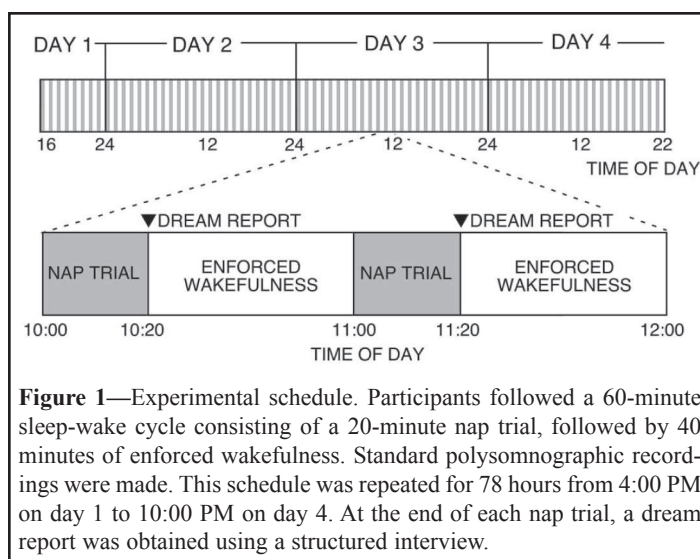 DAY 1 DAY 2 DAY 3 DAY 4
16 24 12 24 12 24 12 22
TIME OF DAY
▼DREAM REPORT ▼DREAM REPORT
NAP TRIAL ENFORCED WAKEFULNESS NAP TRIAL ENFORCED WAKEFULNESS
10:00 10:20 11:00 11:20 12:00
TIME OF DAY
Figure 1—Experimental schedule. Participants followed a 60-minute
sleep-wake cycle consisting of a 20-minute nap trial, followed by 40
minutes of enforced wakefulness. Standard polysomnographic record-
ings were made. This schedule was repeated for 78 hours from 4:00 PM
on day 1 to 10:00 PM on day 4. At the end of each nap trial, a dream
report was obtained using a structured interview.